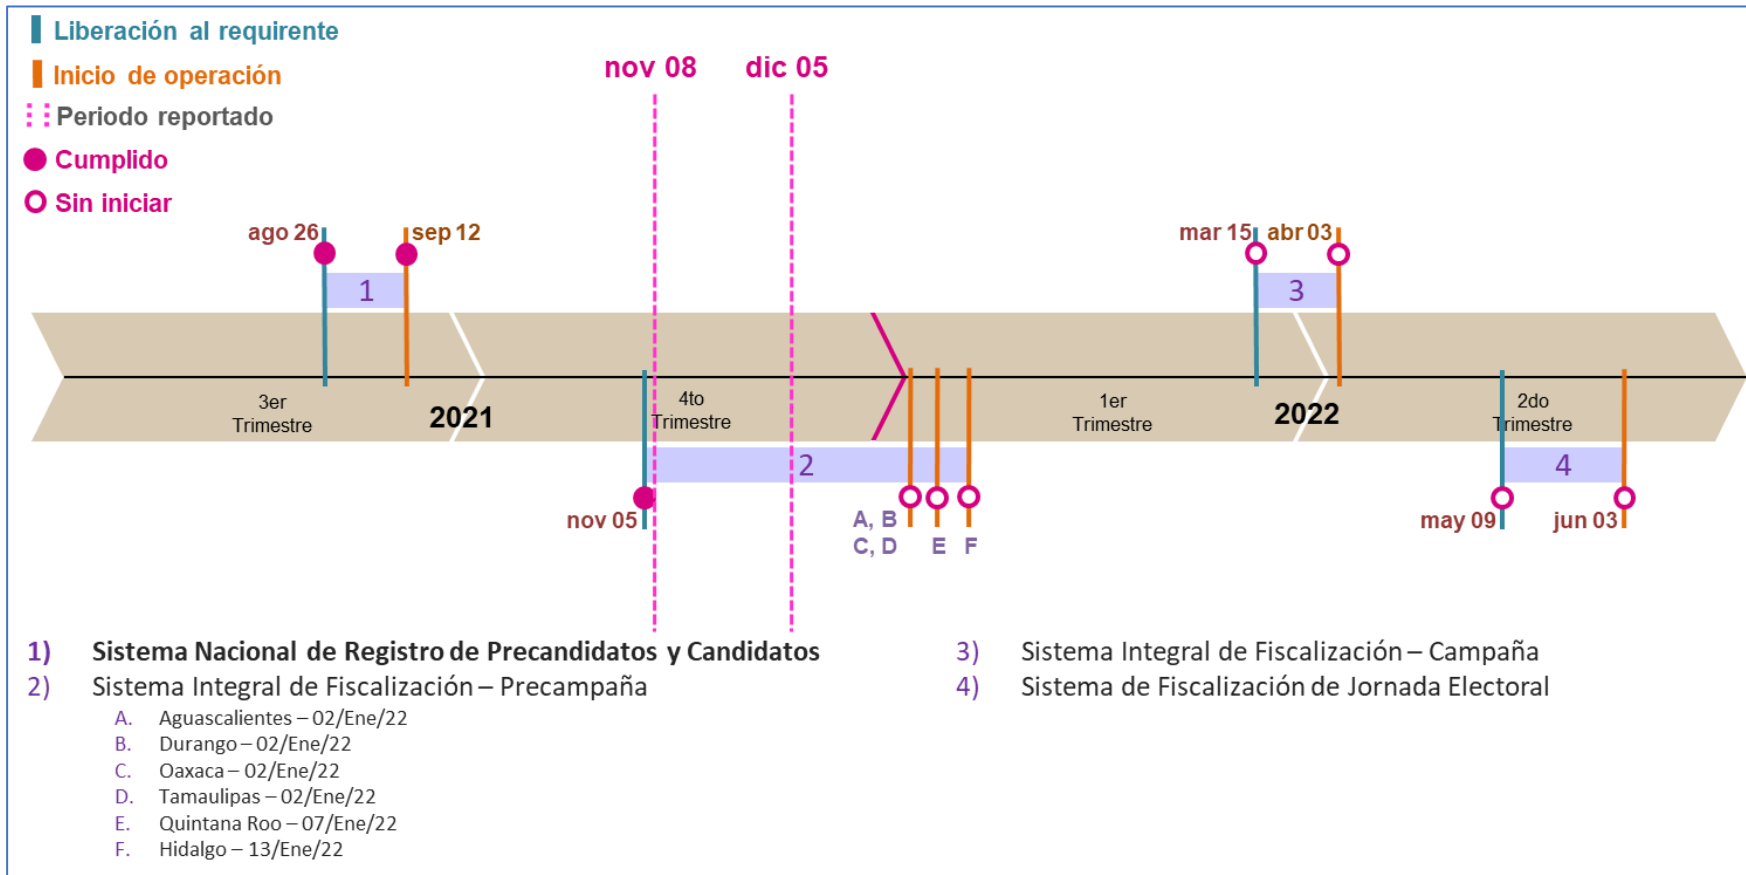 Liberación al requirente
Inicio de operación
Periodo reportado
Cumplido
Sin iniciar
nov 08
dic 05
ago 26
sep 12
mar 15
abr 03
1
3
3er
Trimestre
2021
4to
Trimestre
1er
Trimestre
2022
2do
Trimestre
2
4
nov 05
A, B
C, D
E
F
may 09
jun 03
1) Sistema Nacional de Registro de Precandidatos y Candidatos
2) Sistema Integral de Fiscalización – Precampaña
A. Aguascalientes – 02/Ene/22
B. Durango – 02/Ene/22
C. Oaxaca – 02/Ene/22
D. Tamaulipas – 02/Ene/22
E. Quintana Roo – 07/Ene/22
F. Hidalgo – 13/Ene/22
3) Sistema Integral de Fiscalización – Campaña
4) Sistema de Fiscalización de Jornada Electoral